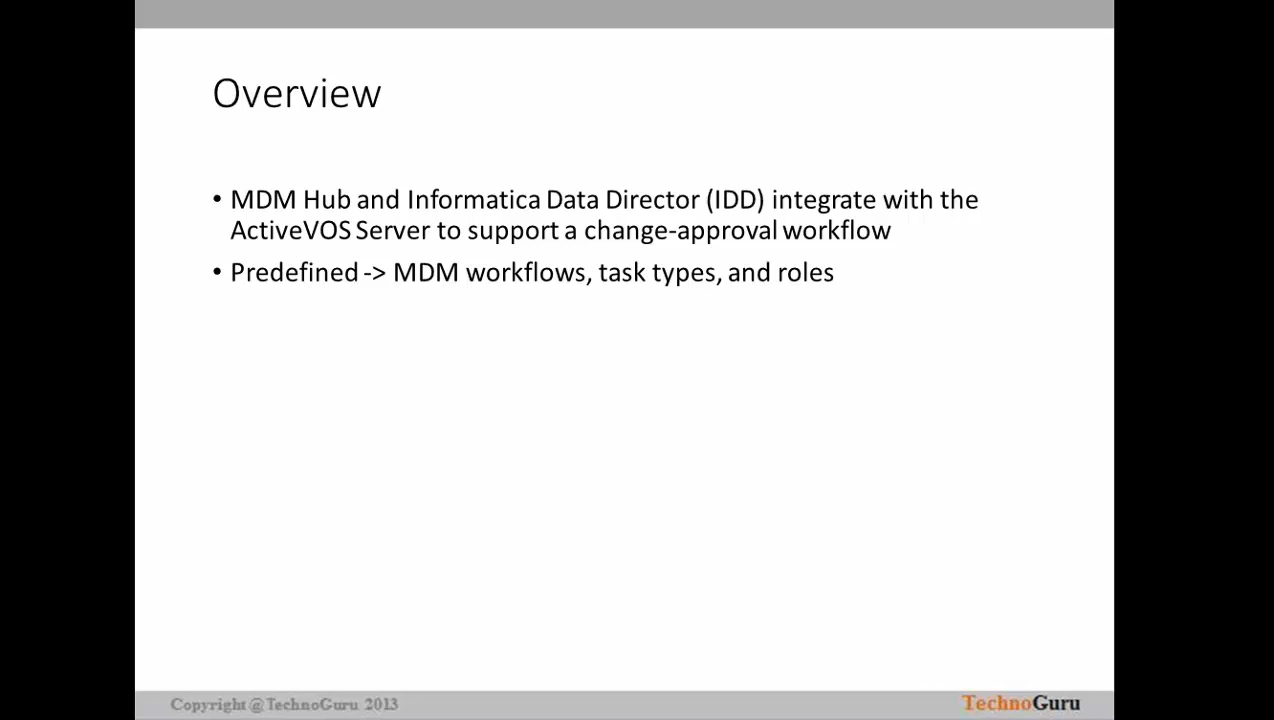 Overview
• MDM Hub and Informatica Data Director (IDD) integrate with the
ActiveVOS Server to support a change-approval workflow
• Predefined -> MDM workflows, task types, and roles
Copyright @ TechnoGuru 2013
TechnoGuru